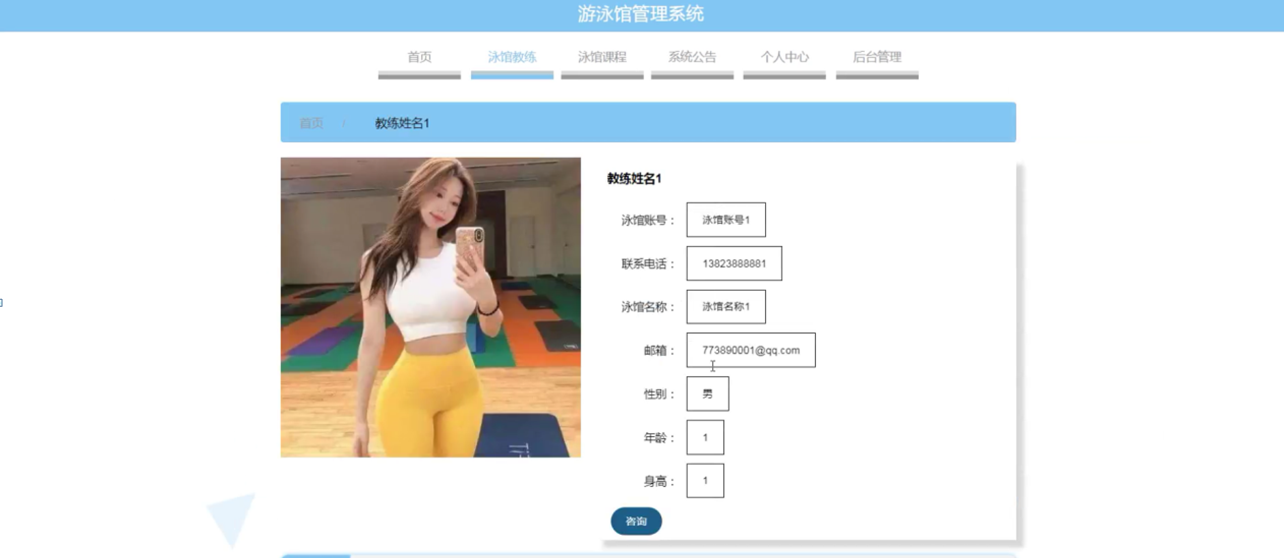 游泳馆管理系统
首页 泳馆教练 泳馆课程 系统公告 个人中心 后台管理
首页 / 教练姓名1
教练姓名1
泳馆账号： 泳馆账号1
联系电话： 13823888881
泳馆名称： 泳馆名称1
邮箱： 773890001@qq.com
性别： 男
年龄： 1
身高： 1
咨询